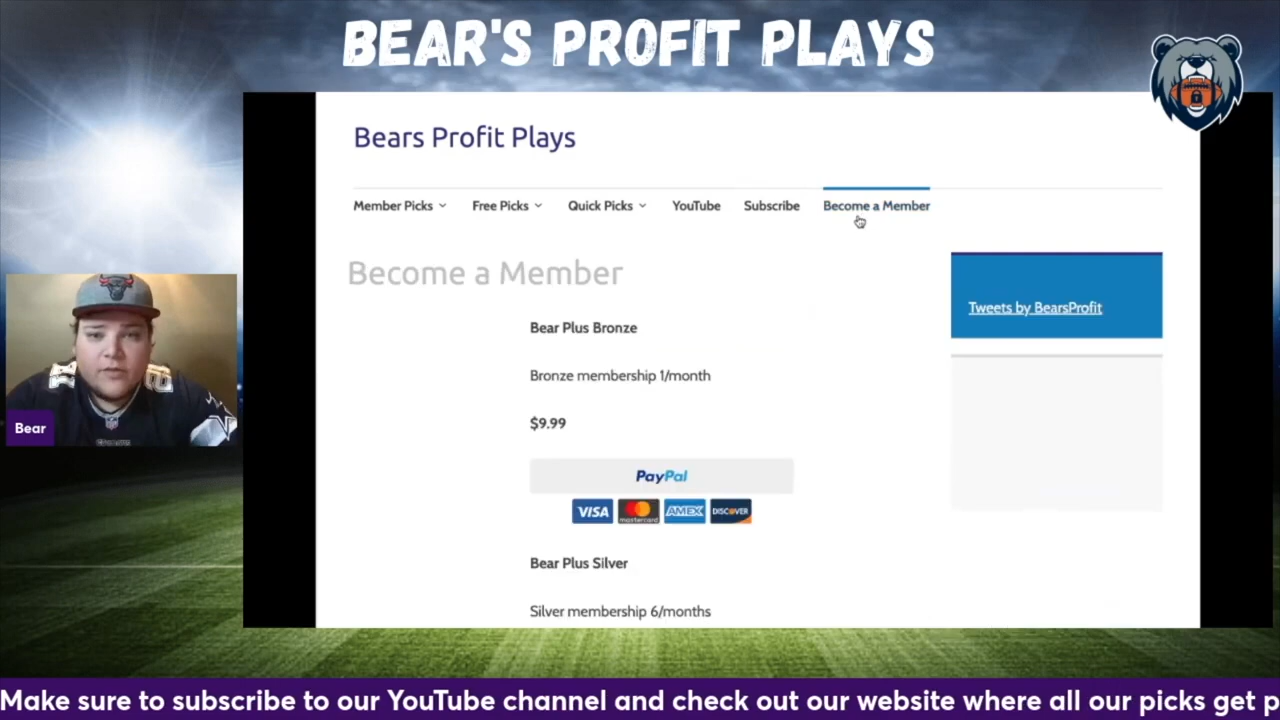 BEAR'S PROFIT PLAYS
Bears Profit Plays
Member Picks Free Picks Quick Picks YouTube Subscribe Become a Member
Become a Member
Tweets by BearsProfit
Bear Plus Bronze
Bronze membership 1/month
$9.99
PayPal
VISA mastercard AMEX DISCOVER
Bear Plus Silver
Silver membership 6/months
Bear
Make sure to subscribe to our YouTube channel and check out our website where all our picks get p